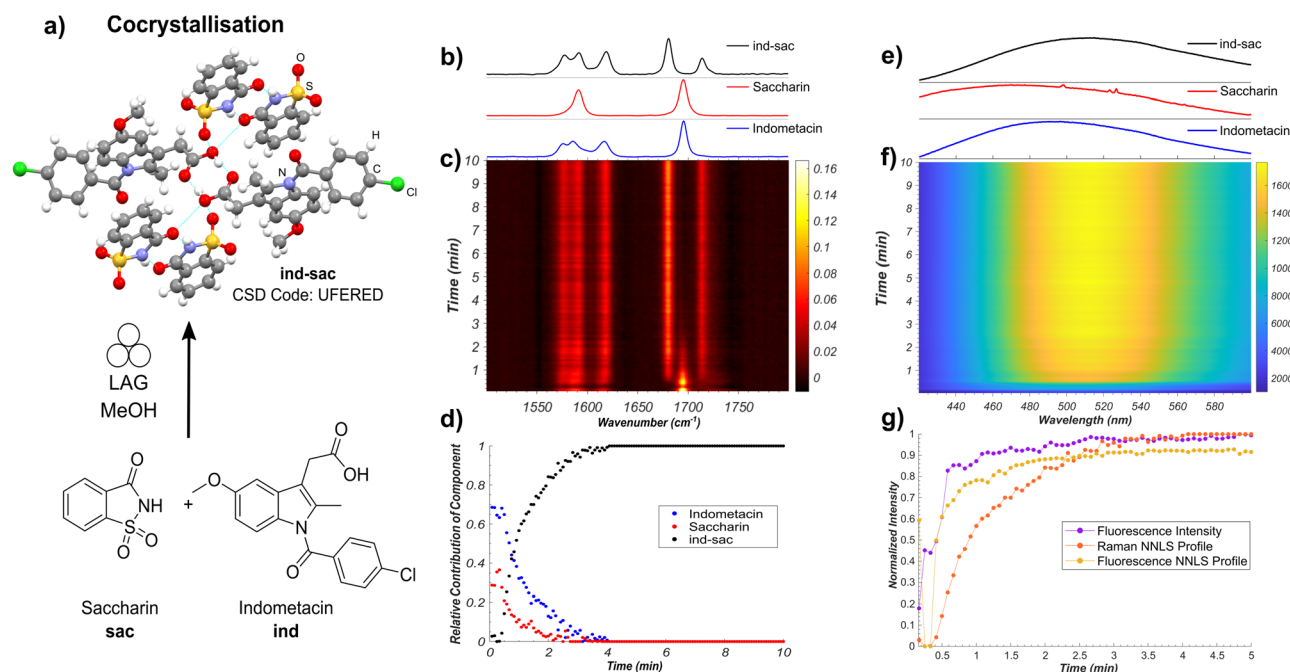 a)
Cocrystallisation
O
S
H
C
N
Cl
ind-sac
CSD Code: UFERED
LAG
MeOH
O
NH
S
O
O
+
O
OH
O
N
O
Cl
Saccharin
sac
Indometacin
ind
b)
ind-sac
Saccharin
Indometacin
c)
10
9
8
7
6
5
4
3
2
1
Time (min)
1550
1600
1650
1700
1750
Wavenumber (cm-1)
0.16
0.14
0.12
0.1
0.08
0.06
0.04
0.02
0
d)
1
0.8
0.6
0.4
0.2
0
Relative Contribution of Component
Indometacin
Saccharin
ind-sac
0
2
4
6
8
10
Time (min)
e)
ind-sac
Saccharin
Indometacin
f)
10
9
8
7
6
5
4
3
2
1
Time (min)
440
460
480
500
520
540
560
580
Wavelength (nm)
16000
14000
12000
10000
8000
6000
4000
2000
g)
1
0.9
0.8
0.7
0.6
0.5
0.4
0.3
0.2
0.1
0
Normalized Intensity
Fluorescence Intensity
Raman NNLS Profile
Fluorescence NNLS Profile
0.5
1
1.5
2
2.5
3
3.5
4
4.5
5
Time (min)